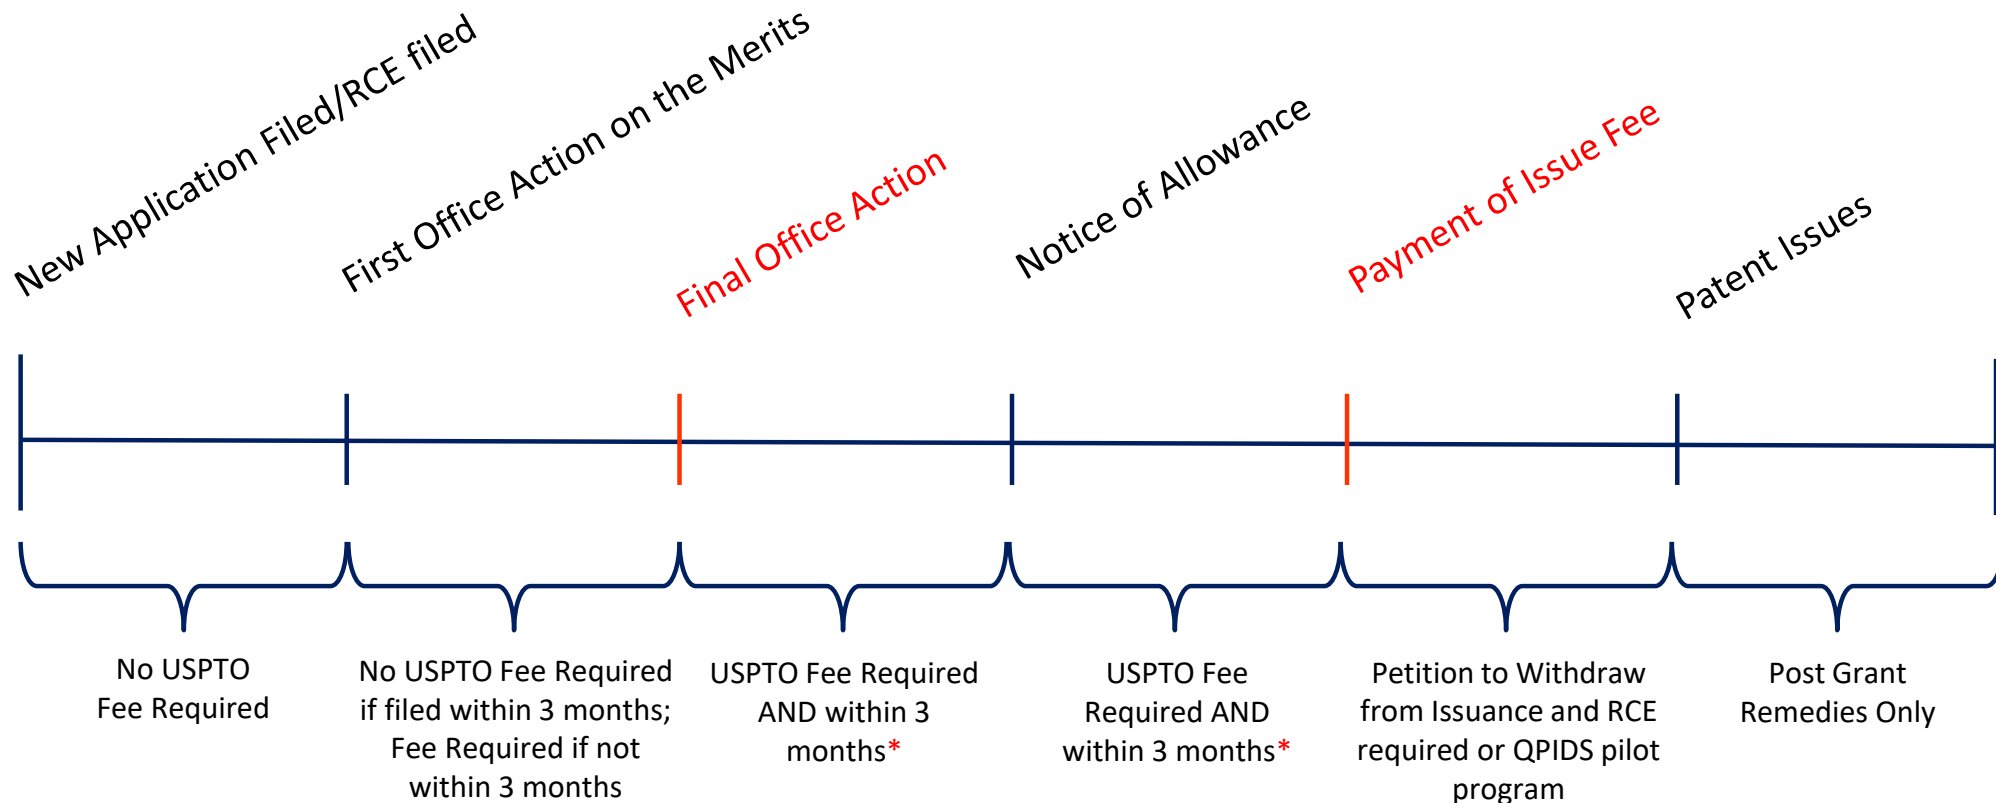 New Application Filed/RCE filed
First Office Action on the Merits
Final Office Action
Notice of Allowance
Payment of Issue Fee
Patent Issues
No USPTO
Fee Required
No USPTO Fee Required
if filed within 3 months;
Fee Required if not
within 3 months
USPTO Fee Required
AND within 3
months*
USPTO Fee
Required AND
within 3 months*
Petition to Withdraw
from Issuance and RCE
required or QPIDS pilot
program
Post Grant
Remedies Only